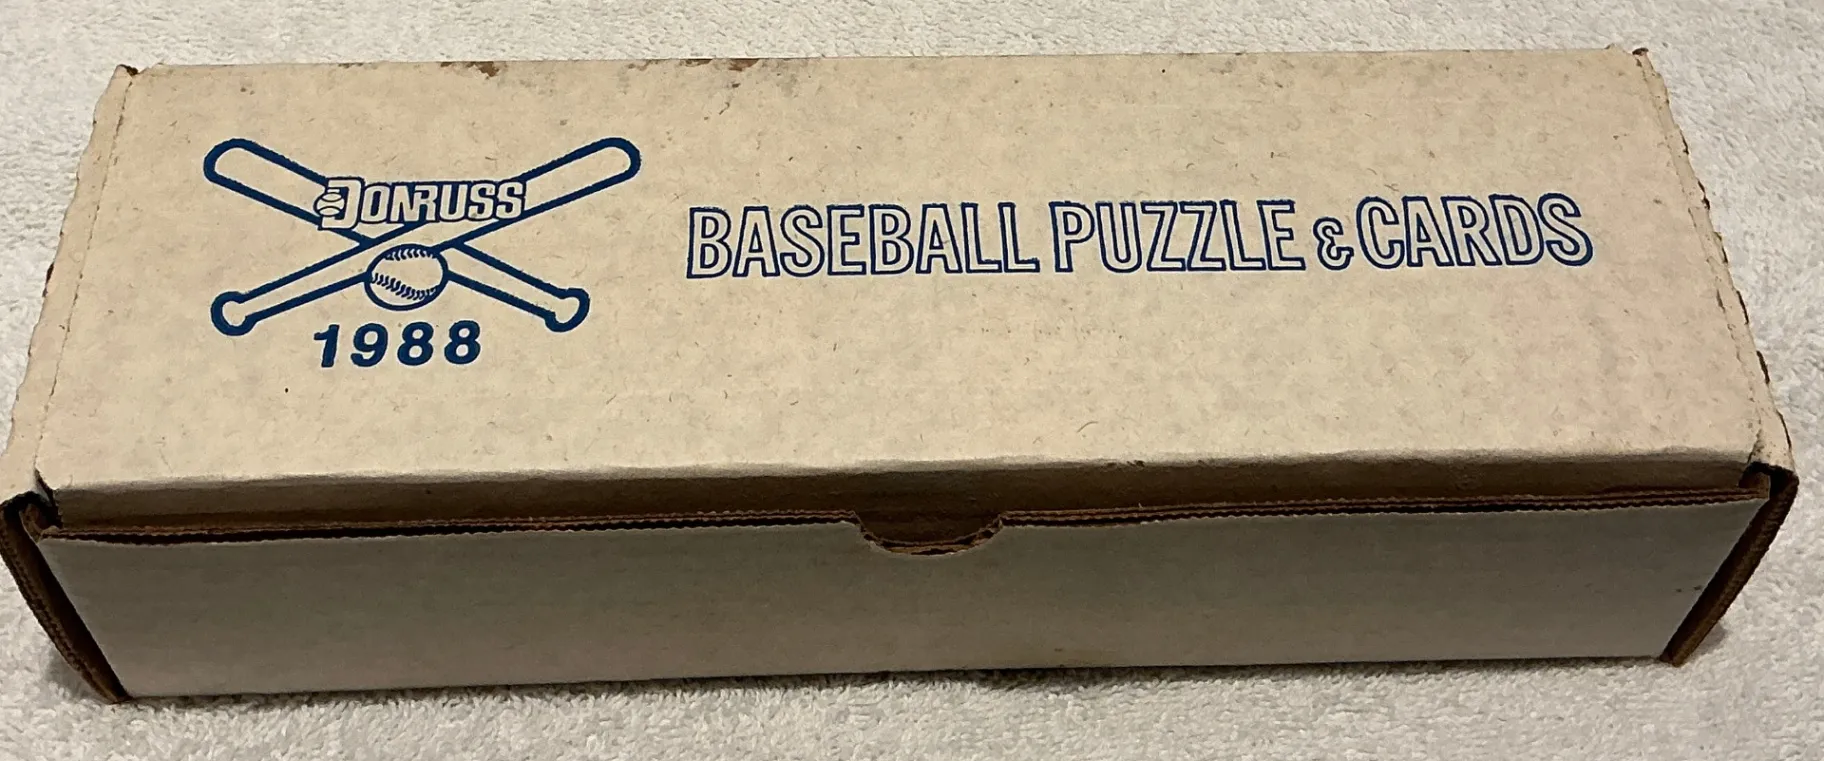 DONRUSS
1988
BASEBALL PUZZLE & CARDS